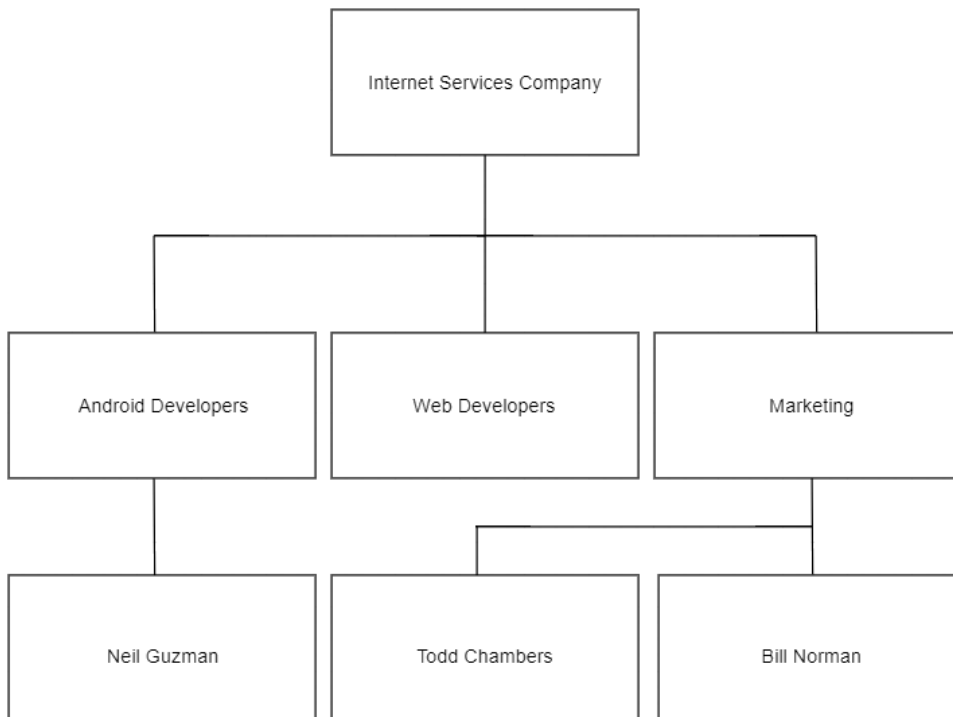 Internet Services Company
Android Developers
Web Developers
Marketing
Neil Guzman
Todd Chambers
Bill Norman